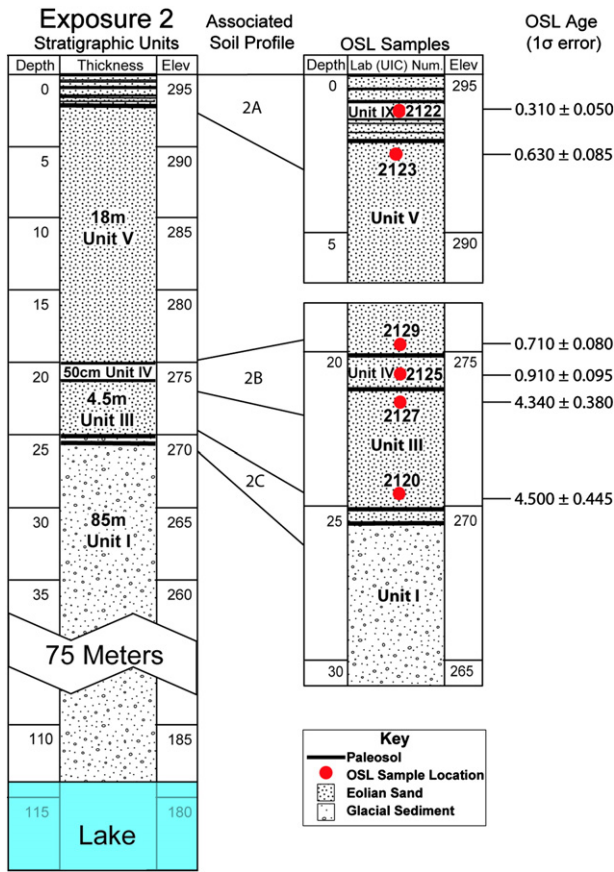 Exposure 2
Stratigraphic Units
Depth Thickness Elev
0 295
5 290
18m
Unit V
10 285
15 280
50cm Unit IV
20 275
4.5m
Unit III
25 270
85m
Unit I
30 265
35 260
75 Meters
110 185
115 180
Lake
Associated
Soil Profile
2A
2B
2C
OSL Samples
Depth Lab (UIC) Num. Elev
0 295
Unit IX 2122
2123
Unit V
5 290
2129
20 275
Unit IV 2125
2127
Unit III
2120
25 270
Unit I
30 265
OSL Age
(1σ error)
0.310 ± 0.050
0.630 ± 0.085
0.710 ± 0.080
0.910 ± 0.095
4.340 ± 0.380
4.500 ± 0.445
Key
Paleosol
OSL Sample Location
Eolian Sand
Glacial Sediment